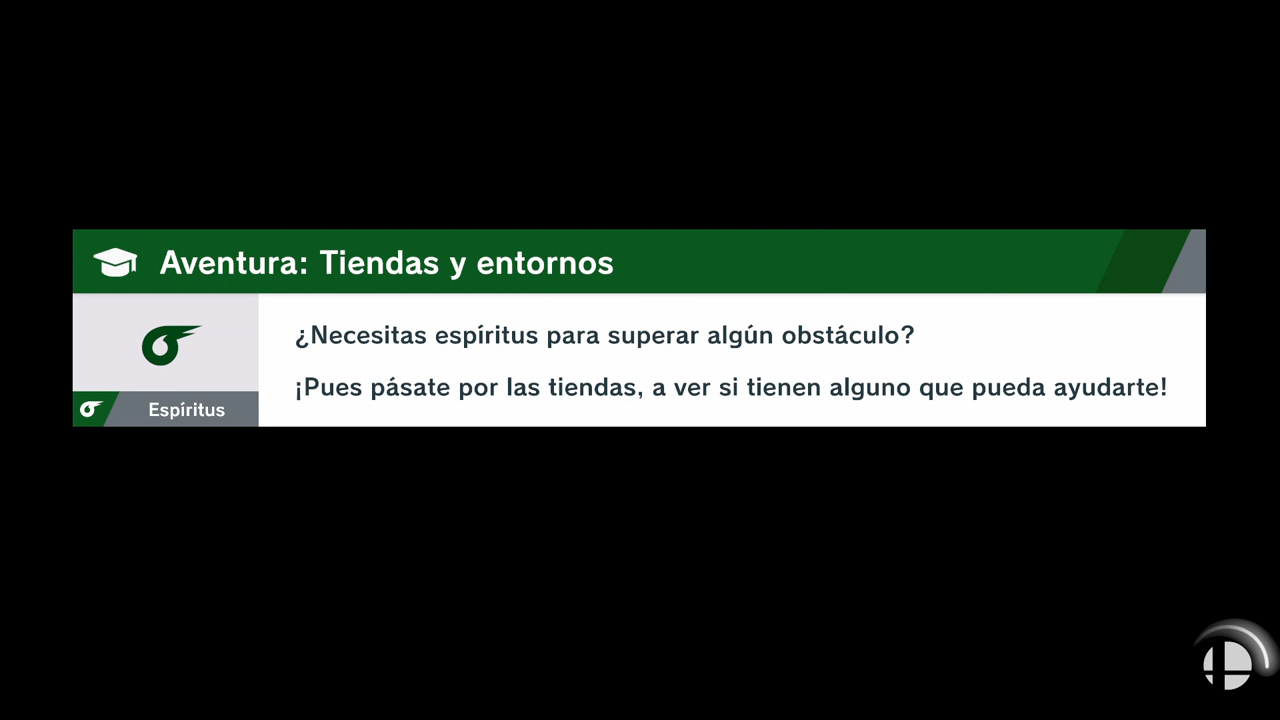 Aventura: Tiendas y entornos
¿Necesitas espíritus para superar algún obstáculo?
¡Pues pásate por las tiendas, a ver si tienen alguno que pueda ayudarte!
Espíritus